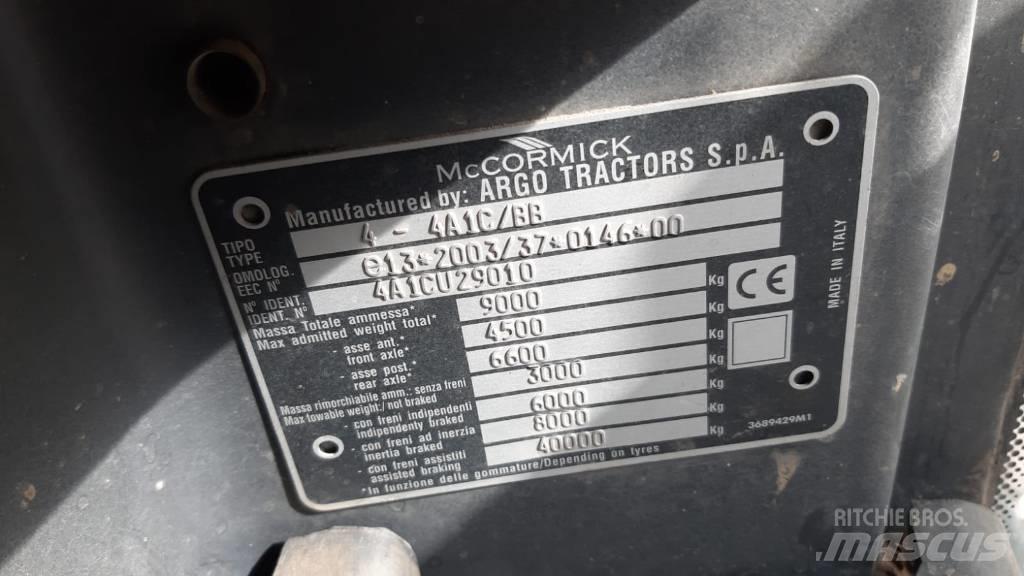 McCORMICK
Manufactured by: ARGO TRACTORS S.p.A.
TIPO
TYPE 4 - 4A1C/BB
OMOLOG.
EEC N° e13*2003/37*0146*00
N° IDENT.
IDENT. N° 4A1CU29010
Massa Totale ammessa*
Max admitted weight total* 9000 Kg
- asse ant.*
front axle* 4500 Kg
- asse post.*
rear axle* 6600 Kg
Massa rimorchiabile amm.: senza freni
Max towable weight: not braked 3000 Kg
- con freni indipendenti
indipendenty braked 6000 Kg
- con freni ad inerzia
inertia braked 8000
- con freni assistiti
assisted braking 40000 Kg
*In funzione delle gommature/Depending on tyres
CE
MADE IN ITALY
3689429M1
RITCHIE BROS.
MASCUS